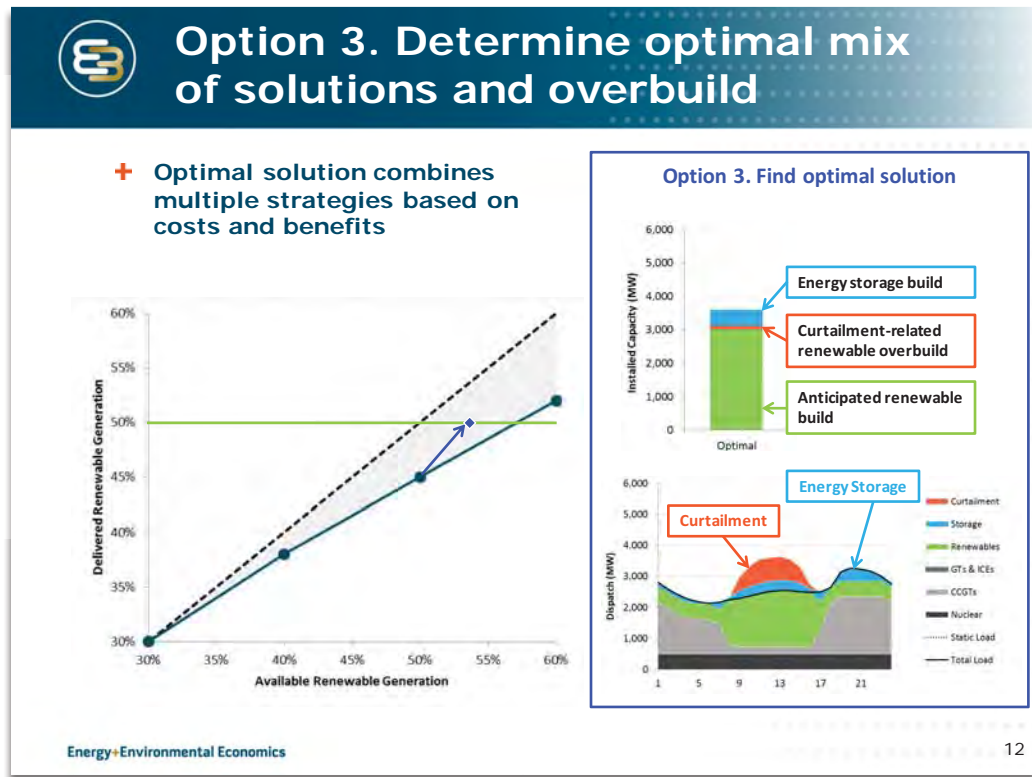 Option 3. Determine optimal mix
of solutions and overbuild
+ Optimal solution combines
multiple strategies based on
costs and benefits
60%
55%
50%
45%
40%
35%
30%
Delivered Renewable Generation
30%
35%
40%
45%
50%
55%
60%
Available Renewable Generation
Option 3. Find optimal solution
6,000
5,000
4,000
3,000
2,000
1,000
0
Installed Capacity (MW)
Optimal
Energy storage build
Curtailment-related
renewable overbuild
Anticipated renewable
build
6,000
5,000
4,000
3,000
2,000
1,000
0
Dispatch (MW)
1
5
9
13
17
21
Curtailment
Energy Storage
Curtailment
Storage
Renewables
GTs & ICEs
CCGTs
Nuclear
Static Load
Total Load
Energy+Environmental Economics
12